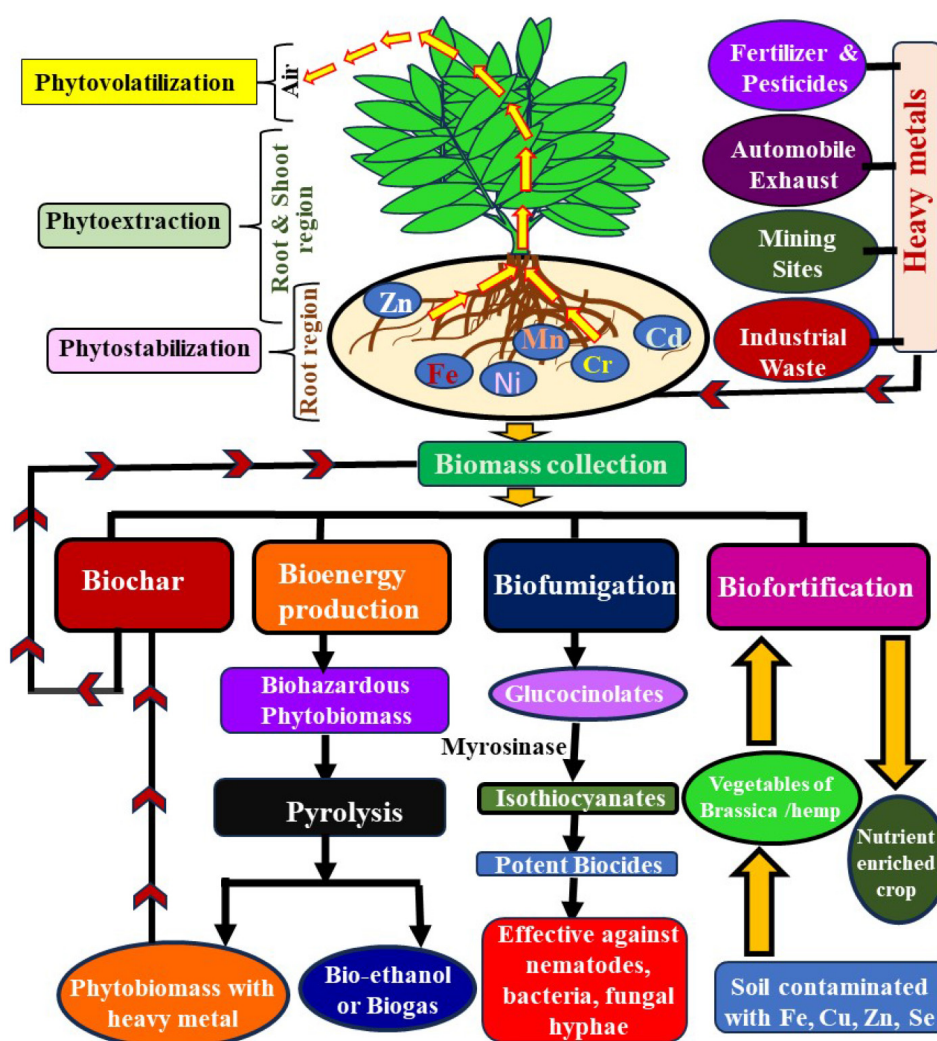 Phytovolatilization
Air
Fertilizer &
Pesticides
Heavy metals
Automobile
Exhaust
Phytoextraction
Root & Shoot
region
Mining
Sites
Zn
Phytostabilization
Root region
Mn
Cd
Industrial
Waste
Fe
Ni
Cr
Biomass collection
Biochar
Bioenergy
production
Biofumigation
Biofortification
Biohazardous
Phytobiomass
Glucocinolates
Myrosinase
Pyrolysis
Isothiocyanates
Vegetables of
Brassica /hemp
Potent Biocides
Nutrient
enriched
crop
Phytobiomass with
heavy metal
Bio-ethanol
or Biogas
Effective against
nematodes,
bacteria, fungal
hyphae
Soil contaminated
with Fe, Cu, Zn, Se